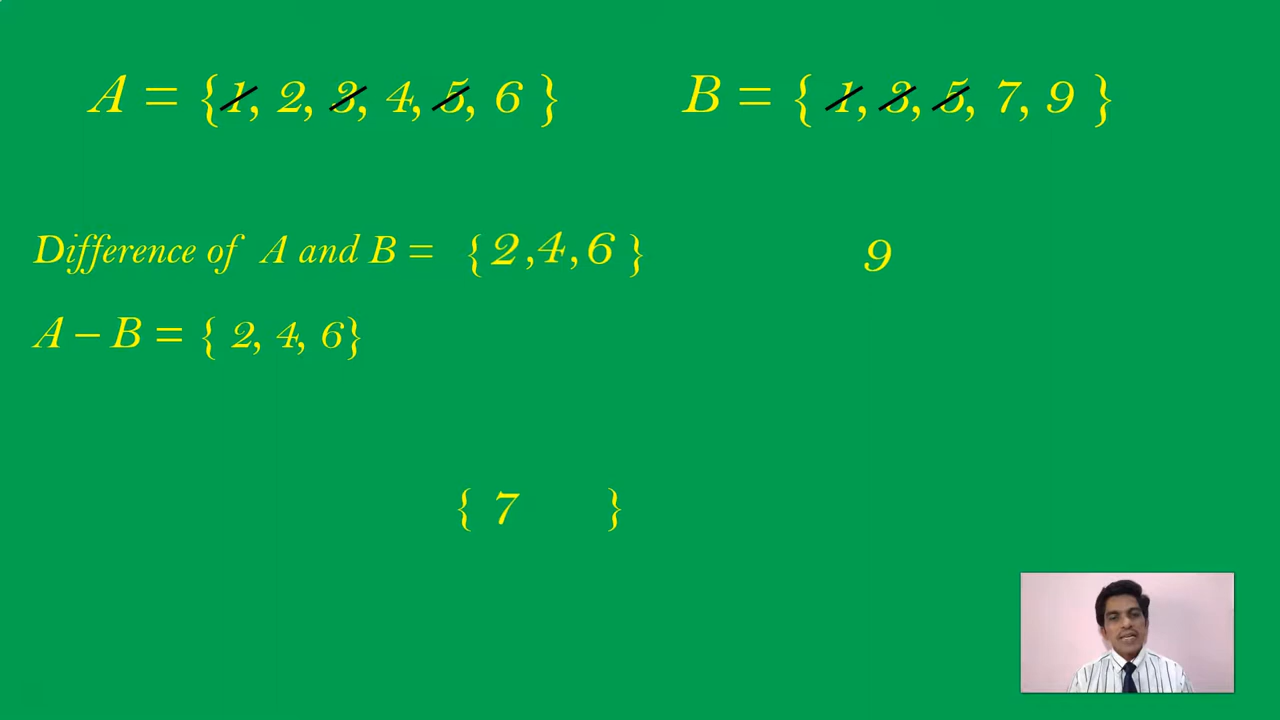 A = {1, 2, 3, 4, 5, 6 }
B = { 1, 3, 5, 7, 9 }
Difference of A and B = { 2 ,4 , 6 }
9
A – B = { 2, 4, 6}
{ 7 }